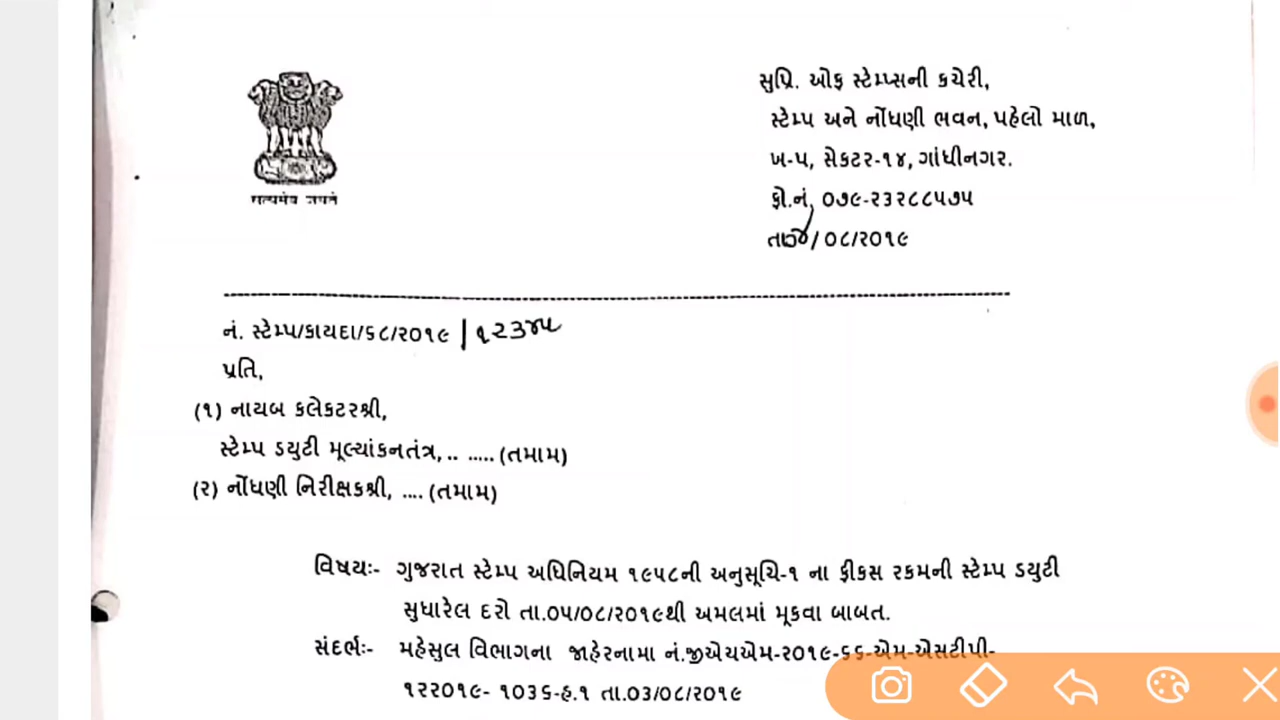 सत्यमेव जयते
સુપ્રિ. ઓફ સ્ટેમ્પ્સની કચેરી,
સ્ટેમ્પ અને નોંધણી ભવન, પહેલો માળ,
ખ-૫, સેકટર-૧૪, ગાંધીનગર.
ફો.નં. ૦૭૯-૨૩૨૮૮૫૭૫
તા. /૦૮/૨૦૧૯
નં. સ્ટેમ્પ/કાયદા/૬૮/૨૦૧૯ | ૧૨૩૪૫
પ્રતિ,
(૧) નાયબ કલેકટરશ્રી,
સ્ટેમ્પ ડયુટી મૂલ્યાંકનતંત્ર,.. ..... (તમામ)
(૨) નોંધણી નિરીક્ષકશ્રી, .... (તમામ)
વિષયઃ- ગુજરાત સ્ટેમ્પ અધિનિયમ ૧૯૫૮ની અનુસૂચિ-૧ ના ફીકસ રકમની સ્ટેમ્પ ડયુટી
સુધારેલ દરો તા.૦૫/૦૮/૨૦૧૯થી અમલમાં મૂકવા બાબત.
સંદર્ભઃ- મહેસુલ વિભાગના જાહેરનામા નં.જીએચએમ-૨૦૧૯-૬૬-એમ-એસટીપી-
૧૨૨૦૧૯- ૧૦૩૬-હ.૧ તા.૦૩/૦૮/૨૦૧૯